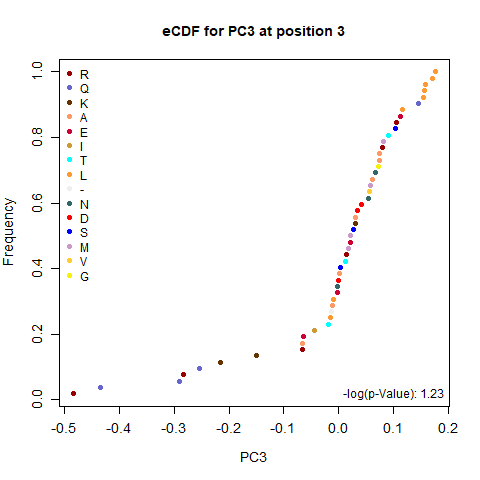 eCDF for PC3 at position 3
Frequency
1.0
0.8
0.6
0.4
0.2
0.0
R
Q
K
A
E
I
T
L
-
N
D
S
M
V
G
-log(p-Value): 1.23
-0.5 -0.4 -0.3 -0.2 -0.1 0.0 0.1 0.2
PC3